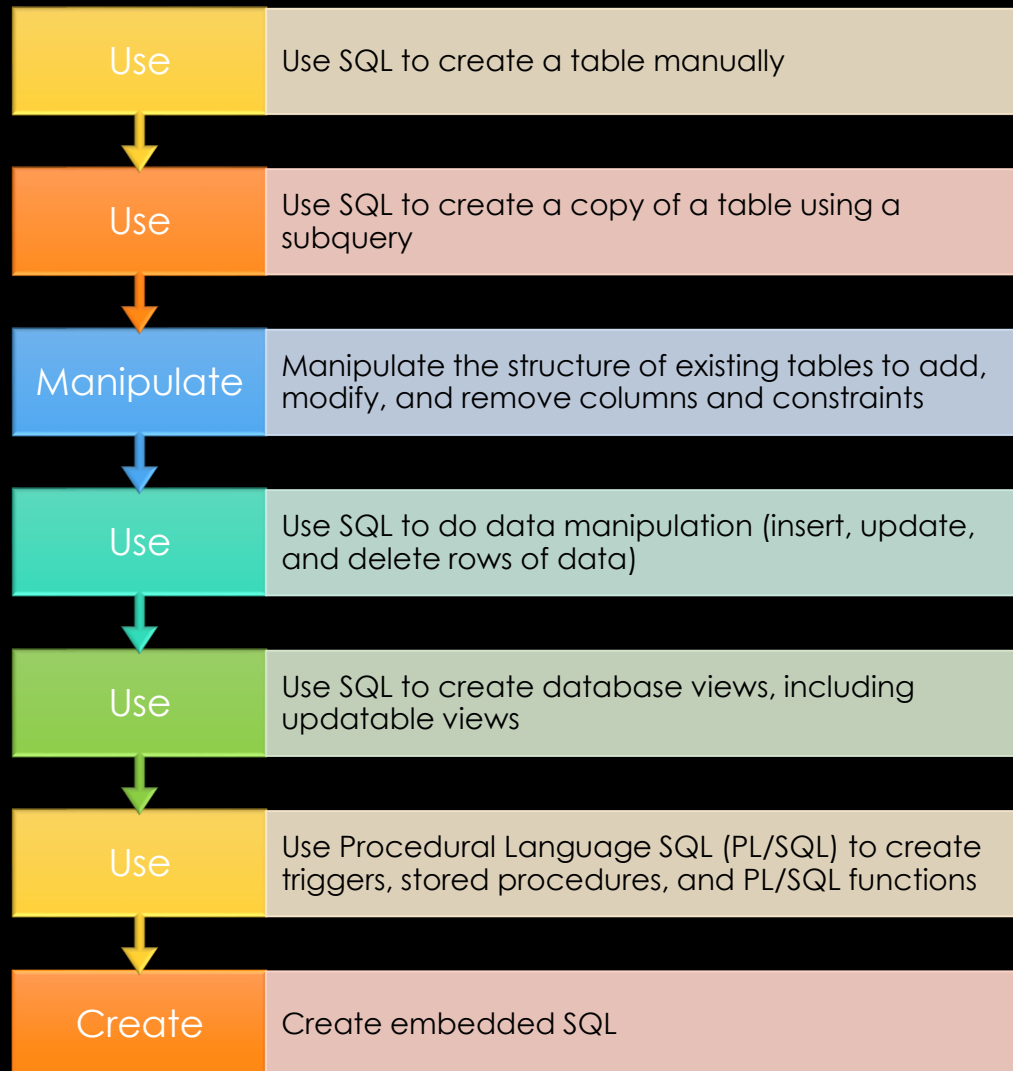 Use
Use SQL to create a table manually
Use
Use SQL to create a copy of a table using a
subquery
Manipulate
Manipulate the structure of existing tables to add,
modify, and remove columns and constraints
Use
Use SQL to do data manipulation (insert, update,
and delete rows of data)
Use
Use SQL to create database views, including
updatable views
Use
Use Procedural Language SQL (PL/SQL) to create
triggers, stored procedures, and PL/SQL functions
Create
Create embedded SQL